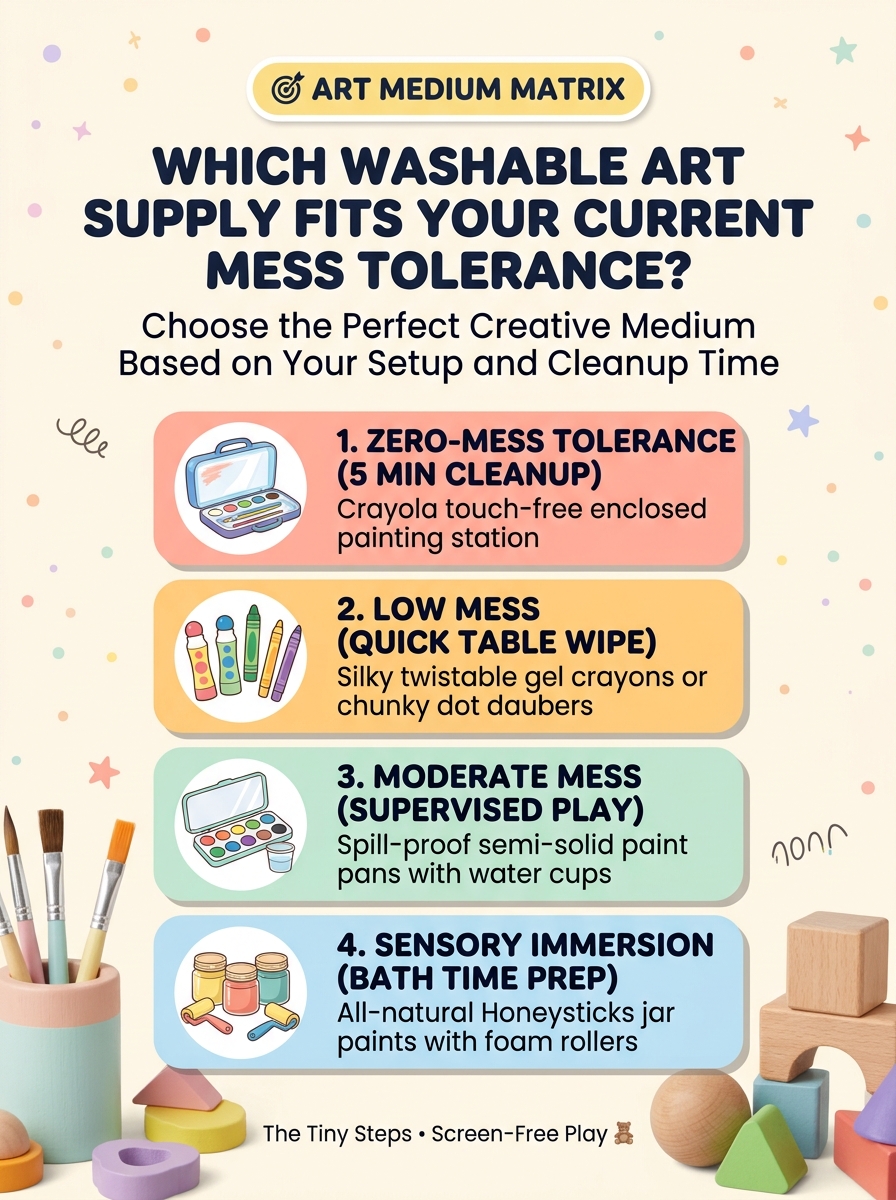 ART MEDIUM MATRIX
WHICH WASHABLE ART
SUPPLY FITS YOUR CURRENT
MESS TOLERANCE?
Choose the Perfect Creative Medium
Based on Your Setup and Cleanup Time
1. ZERO-MESS TOLERANCE
(5 MIN CLEANUP)
Crayola touch-free enclosed
painting station
2. LOW MESS
(QUICK TABLE WIPE)
Silky twistable gel crayons or
chunky dot daubers
3. MODERATE MESS
(SUPERVISED PLAY)
Spill-proof semi-solid paint
pans with water cups
4. SENSORY IMMERSION
(BATH TIME PREP)
All-natural Honeysticks jar
paints with foam rollers
The Tiny Steps • Screen-Free Play 🧸